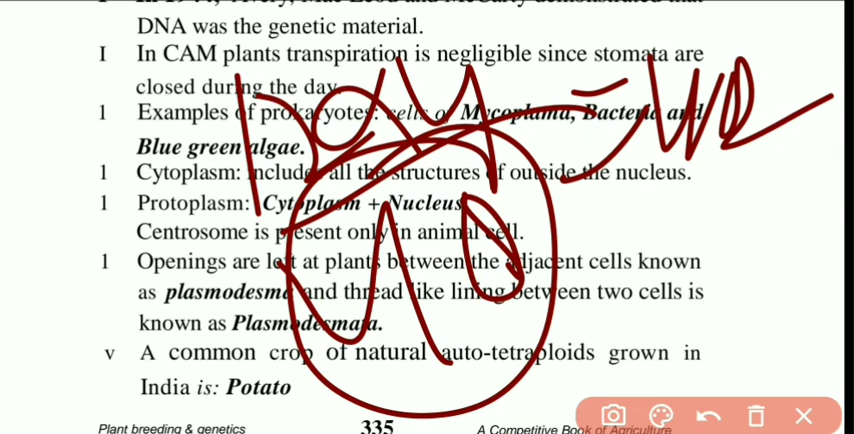 DNA was the genetic material.
I In CAM plants transpiration is negligible since stomata are
closed during the day.
1 Examples of prokaryotes: cells of Mycoplama, Bacteria and
Blue green algae.
1 Cytoplasm: Includes all the structures of outside the nucleus.
1 Protoplasm: Cytoplasm + Nucleus
Centrosome is present only in animal cell.
1 Openings are left at plants between the adjacent cells known
as plasmodesma and thread like lining between two cells is
known as Plasmodesmata.
v A common crop of natural auto-tetraploids grown in
India is: Potato
Plant breeding & genetics 335 A Competitive Book of Agriculture